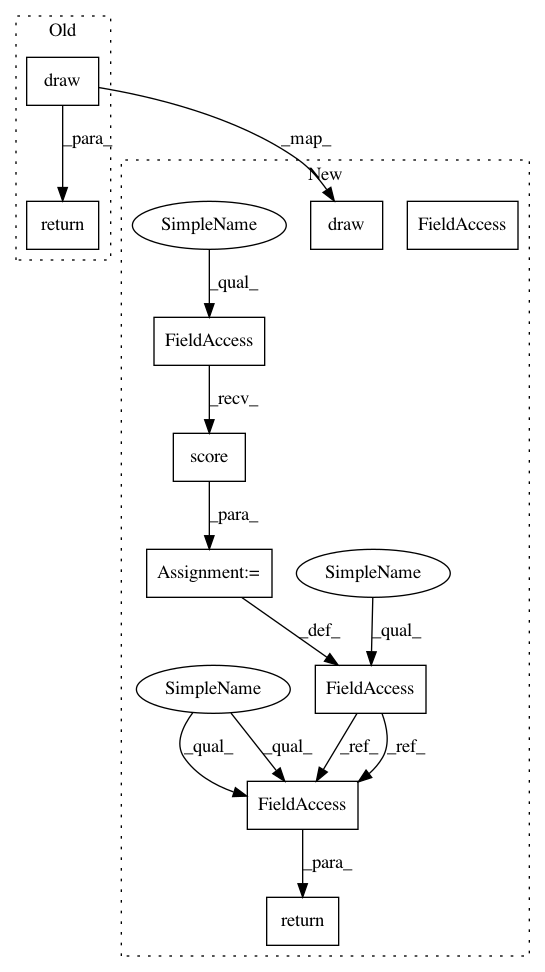 Old
draw
_para_
_map_
return
New
SimpleName
draw
FieldAccess
_qual_
FieldAccess
_recv_
score
_para_
Assignment:=
SimpleName
_def_
_qual_
SimpleName
FieldAccess
_qual_
_qual_
_ref_
_ref_
FieldAccess
_para_
return